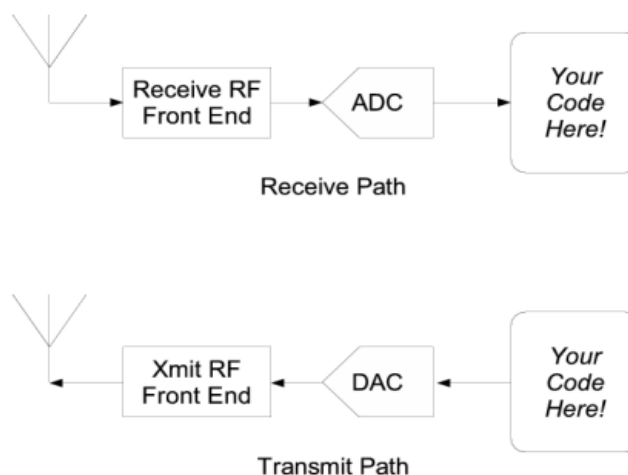 Receive RF
Front End
ADC
Your
Code
Here!
Receive Path
Xmit RF
Front End
DAC
Your
Code
Here!
Transmit Path